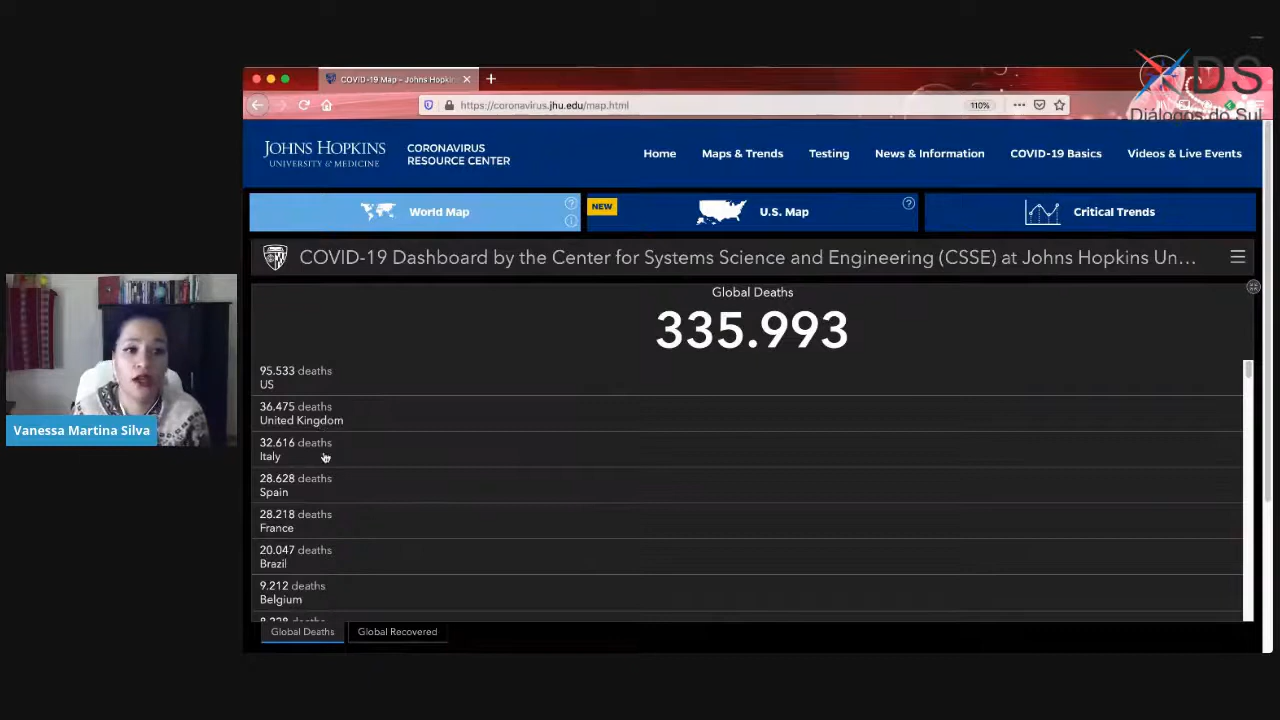 DS
Diálogos do Sul
COVID-19 Map - Johns Hopkin
https://coronavirus.jhu.edu/map.html
110%
JOHNS HOPKINS
UNIVERSITY & MEDICINE
CORONAVIRUS
RESOURCE CENTER
Home
Maps & Trends
Testing
News & Information
COVID-19 Basics
Videos & Live Events
World Map
NEW
U.S. Map
Critical Trends
COVID-19 Dashboard by the Center for Systems Science and Engineering (CSSE) at Johns Hopkins Un...
Global Deaths
335.993
95.533 deaths
US
36.475 deaths
United Kingdom
32.616 deaths
Italy
28.628 deaths
Spain
28.218 deaths
France
20.047 deaths
Brazil
9.212 deaths
Belgium
Global Deaths
Global Recovered
Vanessa Martina Silva